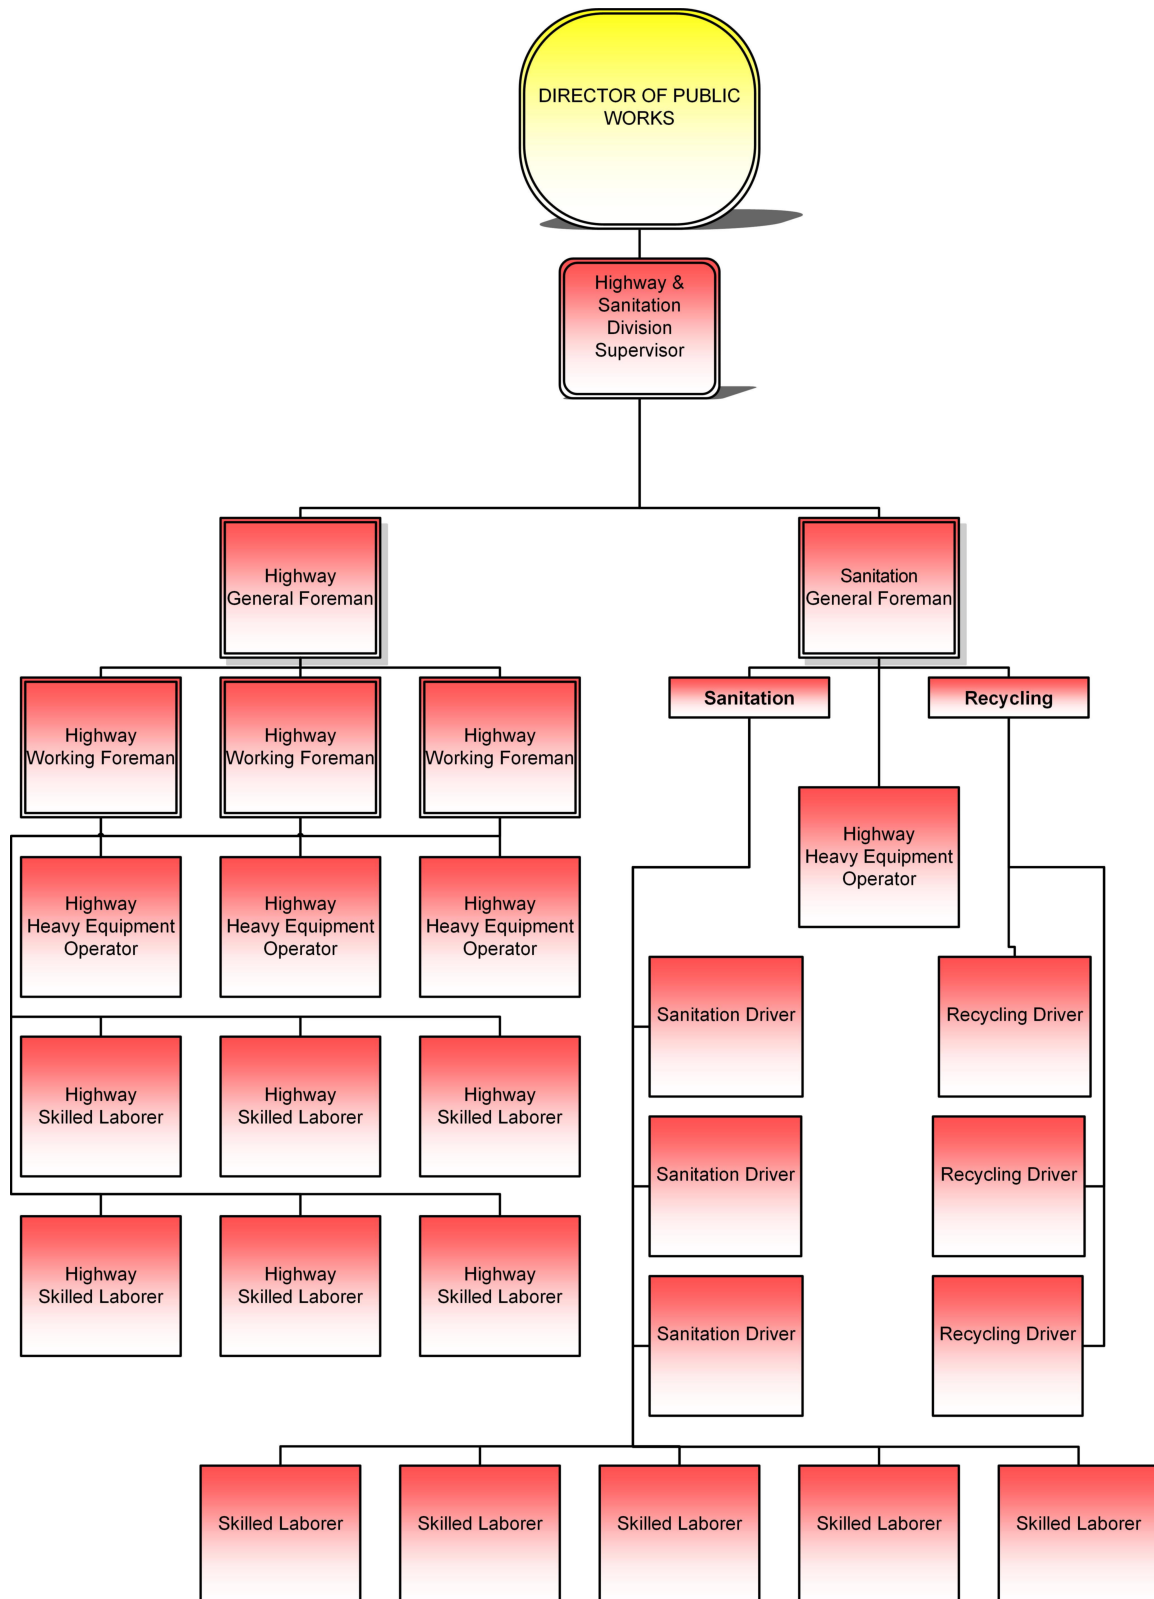 DIRECTOR OF PUBLIC
WORKS
Highway &
Sanitation
Division
Supervisor
Highway
General Foreman
Sanitation
General Foreman
Highway
Working Foreman
Highway
Working Foreman
Highway
Working Foreman
Sanitation
Recycling
Highway
Heavy Equipment
Operator
Highway
Heavy Equipment
Operator
Highway
Heavy Equipment
Operator
Highway
Heavy Equipment
Operator
Sanitation Driver
Recycling Driver
Highway
Skilled Laborer
Highway
Skilled Laborer
Highway
Skilled Laborer
Sanitation Driver
Recycling Driver
Highway
Skilled Laborer
Highway
Skilled Laborer
Highway
Skilled Laborer
Sanitation Driver
Recycling Driver
Skilled Laborer
Skilled Laborer
Skilled Laborer
Skilled Laborer
Skilled Laborer